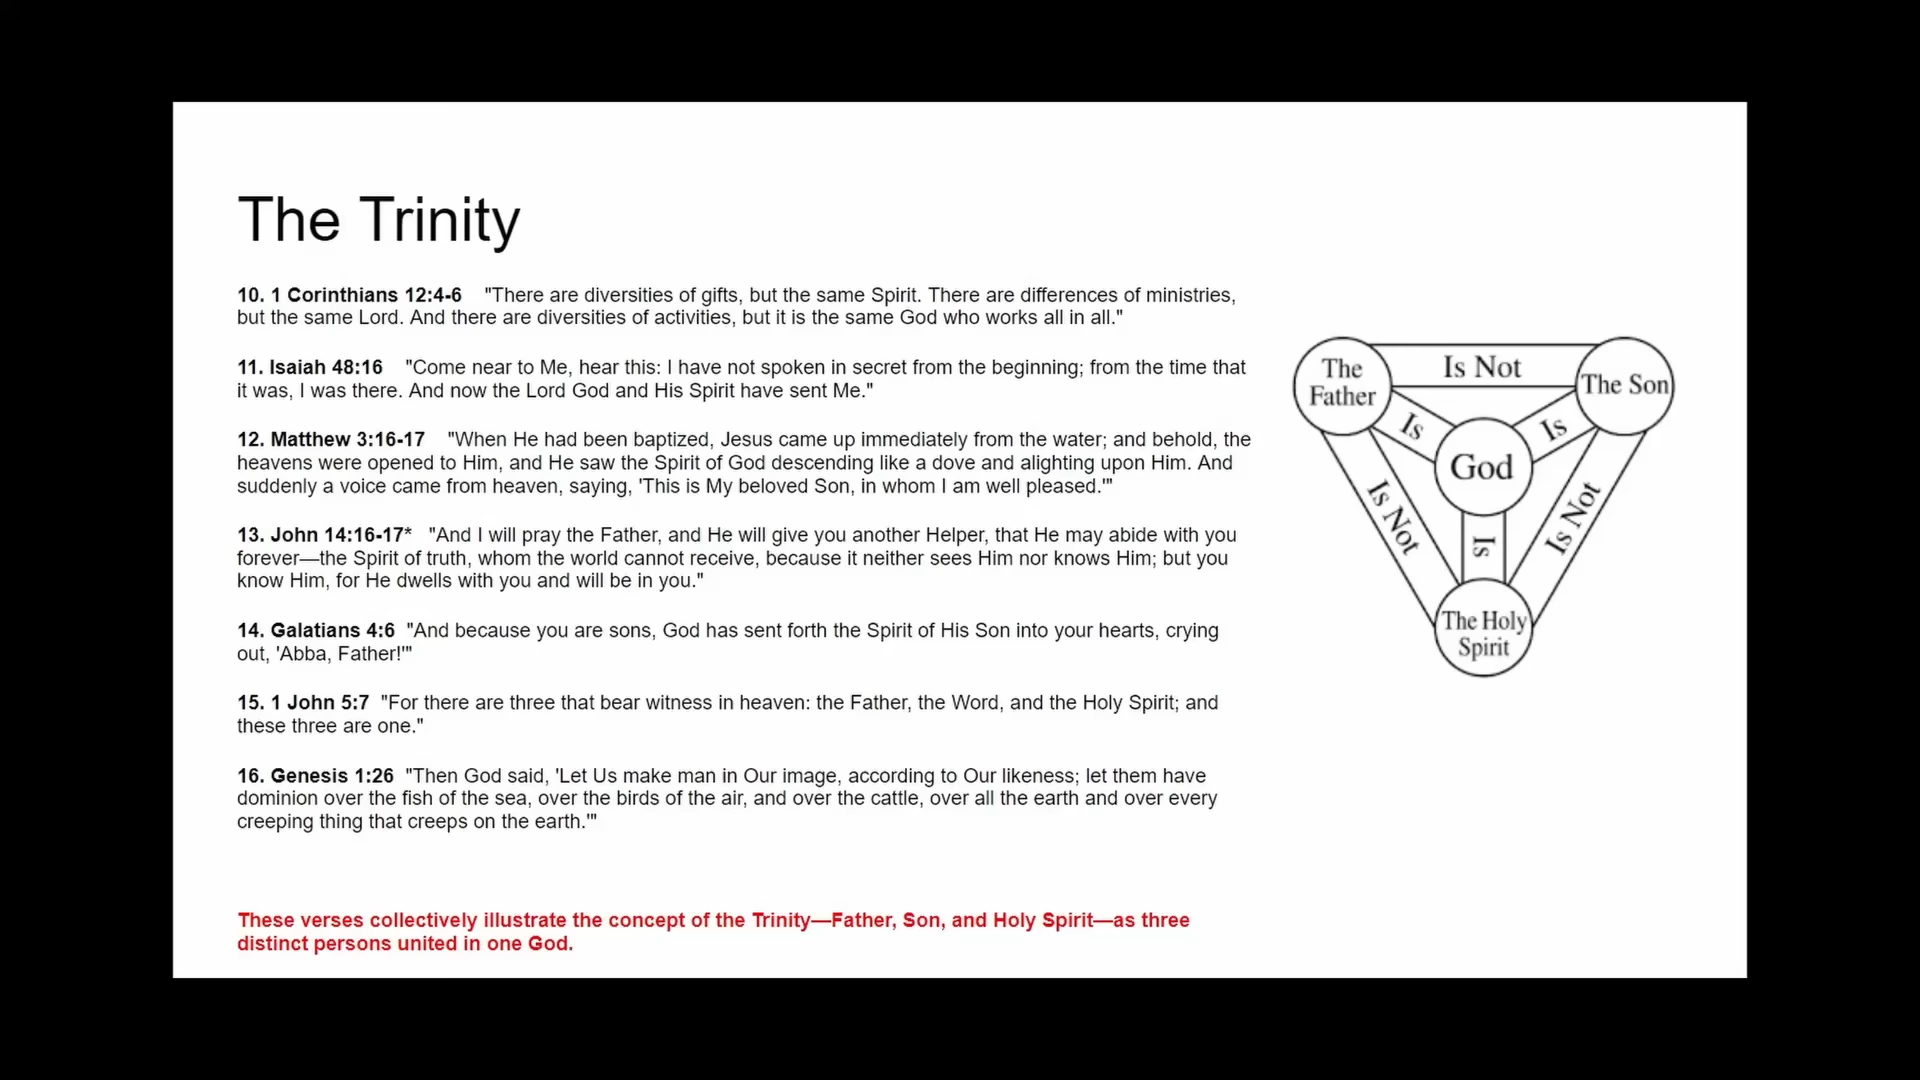 The Trinity
10. 1 Corinthians 12:4-6 "There are diversities of gifts, but the same Spirit. There are differences of ministries,
but the same Lord. And there are diversities of activities, but it is the same God who works all in all."
11. Isaiah 48:16 "Come near to Me, hear this: I have not spoken in secret from the beginning; from the time that
it was, I was there. And now the Lord God and His Spirit have sent Me."
12. Matthew 3:16-17 "When He had been baptized, Jesus came up immediately from the water; and behold, the
heavens were opened to Him, and He saw the Spirit of God descending like a dove and alighting upon Him. And
suddenly a voice came from heaven, saying, 'This is My beloved Son, in whom I am well pleased.'"
13. John 14:16-17* "And I will pray the Father, and He will give you another Helper, that He may abide with you
forever—the Spirit of truth, whom the world cannot receive, because it neither sees Him nor knows Him; but you
know Him, for He dwells with you and will be in you."
14. Galatians 4:6 "And because you are sons, God has sent forth the Spirit of His Son into your hearts, crying
out, 'Abba, Father!'"
15. 1 John 5:7 "For there are three that bear witness in heaven: the Father, the Word, and the Holy Spirit; and
these three are one."
16. Genesis 1:26 "Then God said, 'Let Us make man in Our image, according to Our likeness; let them have
dominion over the fish of the sea, over the birds of the air, and over the cattle, over all the earth and over every
creeping thing that creeps on the earth.'"
These verses collectively illustrate the concept of the Trinity—Father, Son, and Holy Spirit—as three
distinct persons united in one God.
The
Father
Is Not
The Son
Is
Is
God
Is Not
Is
Is Not
The Holy
Spirit